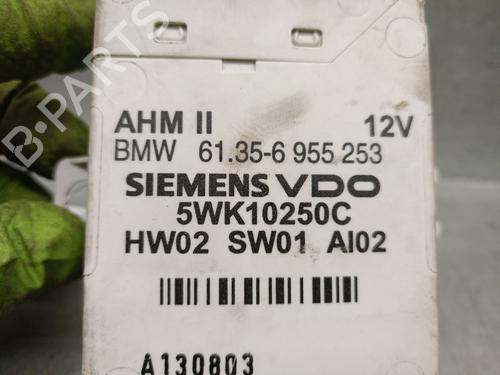 B-PARTS
AHM II 12V
BMW 61.35-6 955 253
SIEMENS VDO
5WK10250C
HW02 SW01 AI02
A130803